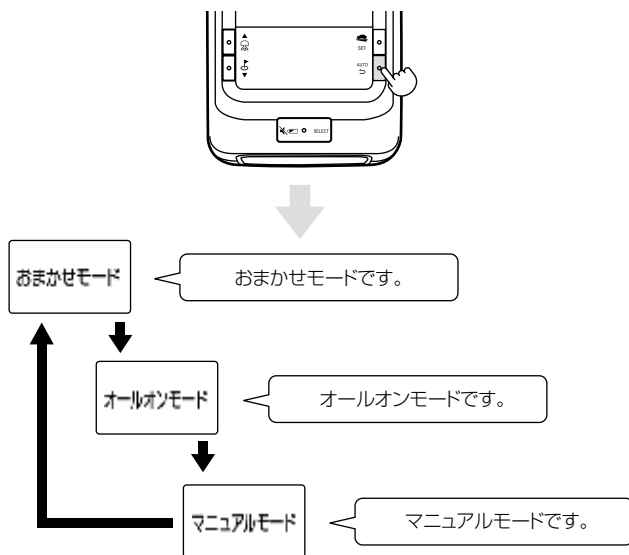 SET
AUTO
SELECT
おまかせモード
おまかせモードです。
オールオンモード
オールオンモードです。
マニュアルモード
マニュアルモードです。